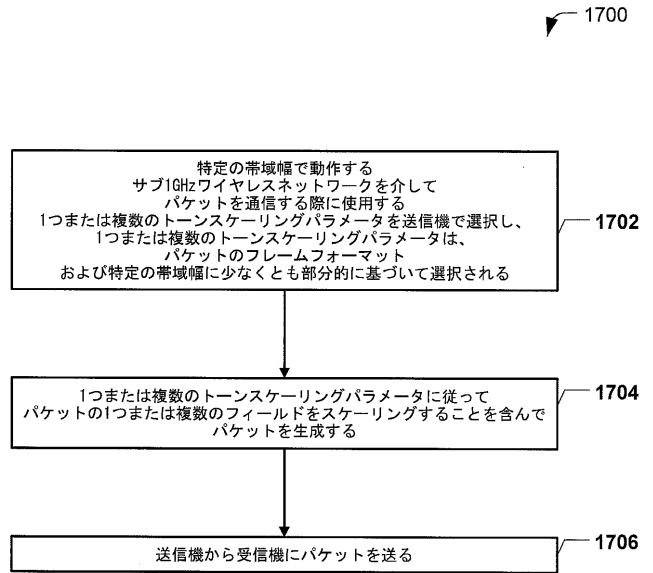 1700
特定の帯域幅で動作する
サブ1GHzワイヤレスネットワークを介して
パケットを通信する際に使用する
1つまたは複数のトーンスケーリングパラメータを送信機で選択し、
1つまたは複数のトーンスケーリングパラメータは、
パケットのフレームフォーマット
および特定の帯域幅に少なくとも部分的に基づいて選択される
1702
1つまたは複数のトーンスケーリングパラメータに従って
パケットの1つまたは複数のフィールドをスケーリングすることを含んで
パケットを生成する
1704
送信機から受信機にパケットを送る
1706